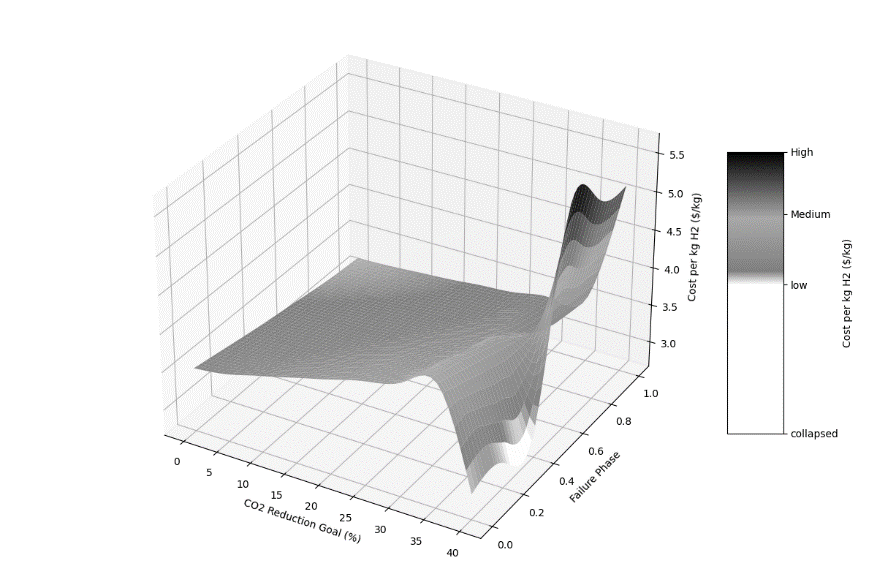 5.5
5.0
4.5
4.0
3.5
3.0
Cost per kg H2 ($/kg)
1.0
0.8
0.6
0.4
0.2
0.0
Failure Phase
0
5
10
15
20
25
30
35
40
CO2 Reduction Goal (%)
High
Medium
low
collapsed
Cost per kg H2 ($/kg)